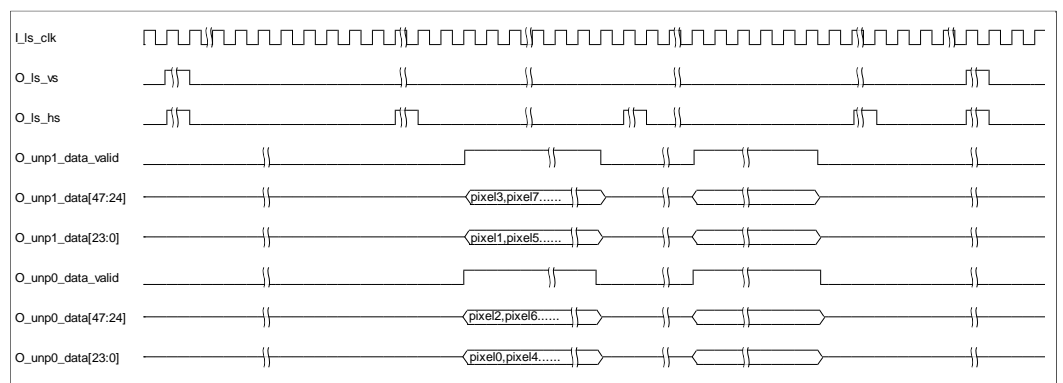 I_ls_clk
O_ls_vs
O_ls_hs
O_unp1_data_valid
O_unp1_data[47:24]
pixel3,pixel7......
O_unp1_data[23:0]
pixel1,pixel5......
O_unp0_data_valid
O_unp0_data[47:24]
pixel2,pixel6......
O_unp0_data[23:0]
pixel0,pixel4......